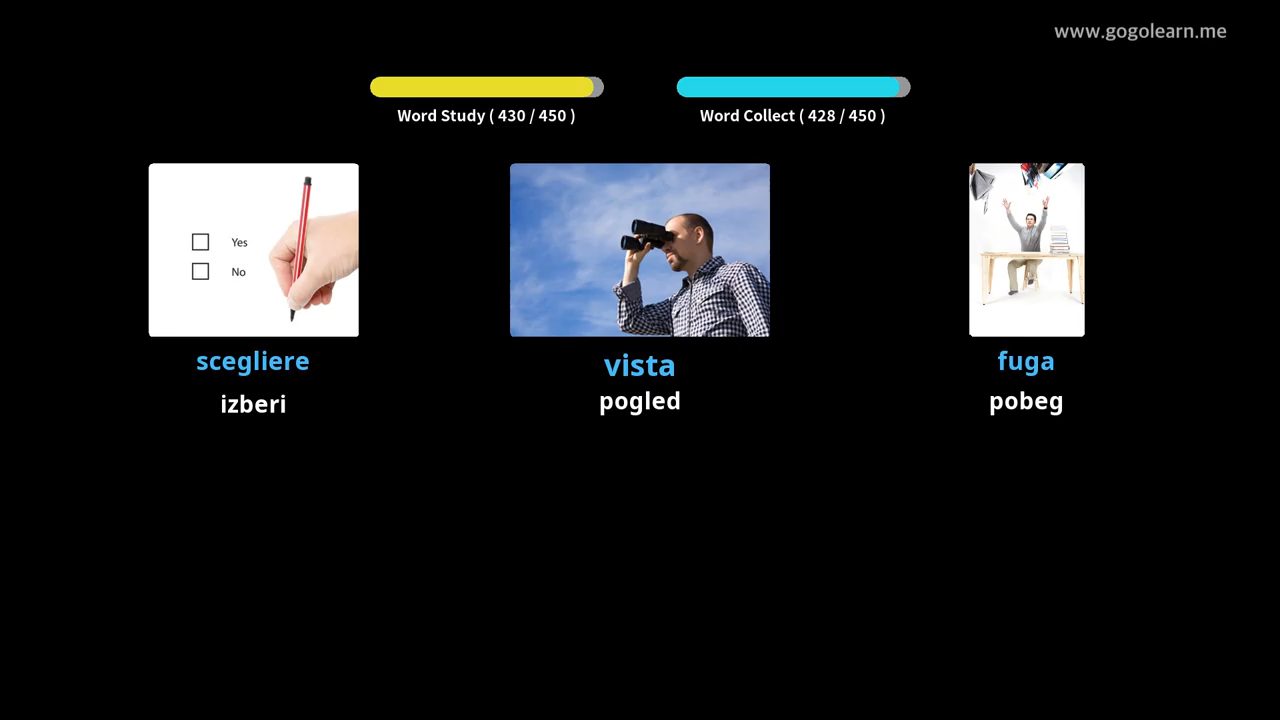 www.gogolearn.me
Word Study ( 430 / 450 )
Word Collect ( 428 / 450 )
Yes
No
scegliere
izberi
vista
pogled
fuga
pobeg